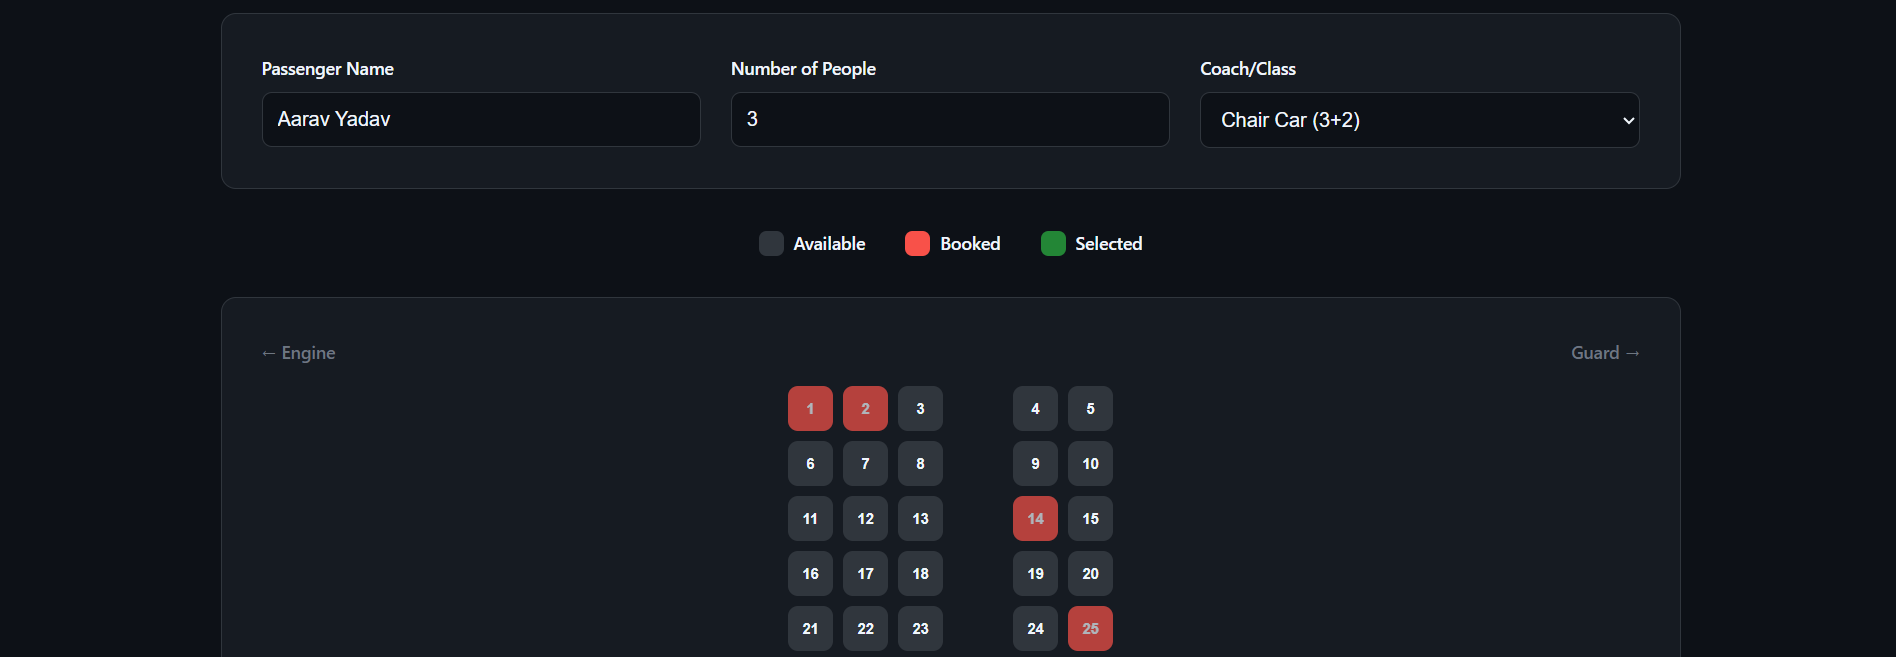 Passenger Name Number of People Coach/Class
Aarav Yadav 3 Chair Car (3+2)
Available Booked Selected
← Engine Guard →
1 2 3 4 5
6 7 8 9 10
11 12 13 14 15
16 17 18 19 20
21 22 23 24 25